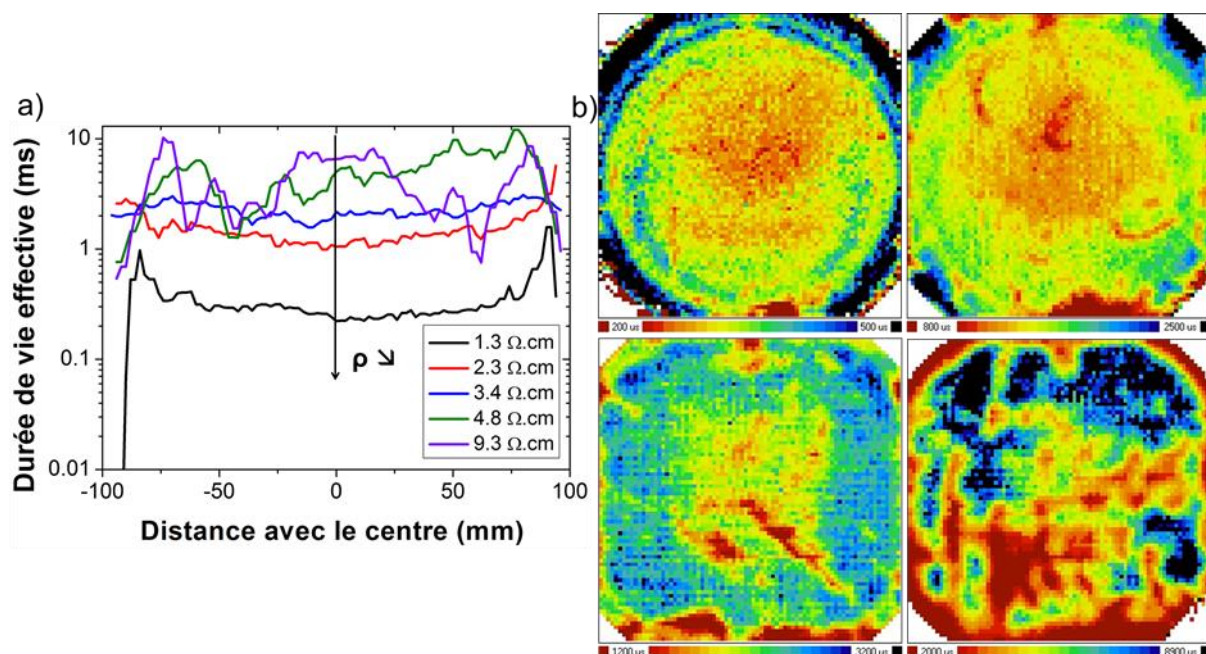 a)
Durée de vie effective (ms)
10
1
0.1
0.01
ρ ↘
1.3 Ω.cm
2.3 Ω.cm
3.4 Ω.cm
4.8 Ω.cm
9.3 Ω.cm
-100 -50 0 50 100
Distance avec le centre (mm)
b)
200 us 500 us
800 us 2500 us
1200 us 3200 us
2000 us 8900 us